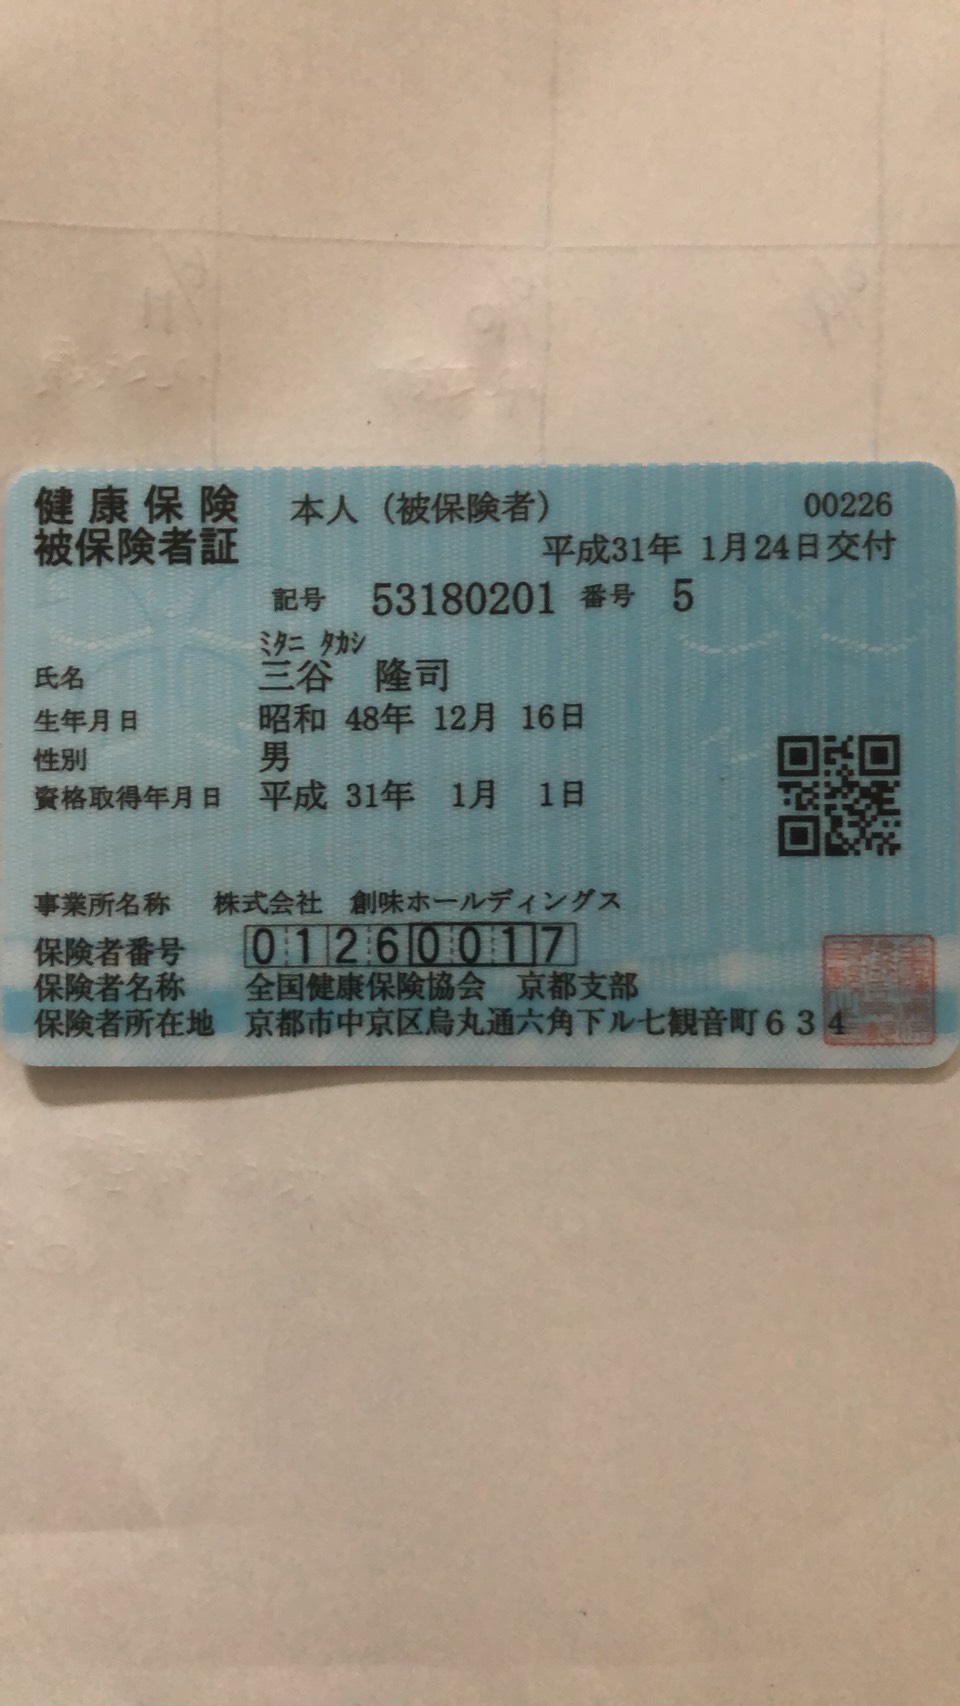 健康保険 本人（被保険者） 00226
被保険者証 平成31年 1月24日交付
記号 53180201 番号 5
ﾐﾀﾆ ﾀｶｼ
氏名 三谷 隆司
生年月日 昭和 48年 12月 16日
性別 男
資格取得年月日 平成 31年 1月 1日
事業所名称 株式会社 創味ホールディングス
保険者番号 01260017
保険者名称 全国健康保険協会 京都支部
保険者所在地 京都市中京区烏丸通六角下ル七観音町６３４